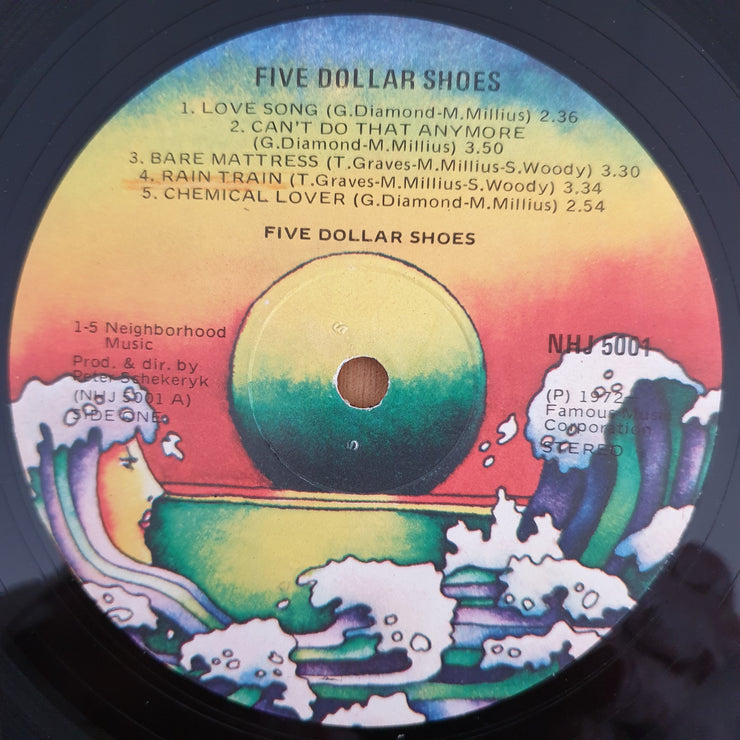 FIVE DOLLAR SHOES
1. LOVE SONG (G.Diamond-M.Millius) 2.36
2. CAN'T DO THAT ANYMORE
(G.Diamond-M.Millius) 3.50
3. BARE MATTRESS (T.Graves-M.Millius-S.Woody) 3.30
4. RAIN TRAIN (T.Graves-M.Millius-S.Woody) 3.34
5. CHEMICAL LOVER (G.Diamond-M.Millius) 2.54
FIVE DOLLAR SHOES
1-5 Neighborhood
Music
Prod. & dir. by
Peter Schekeryk
(NHJ 5001 A)
SIDE ONE
NHJ 5001
(P) 1972
Famous Music
Corporation
STEREO